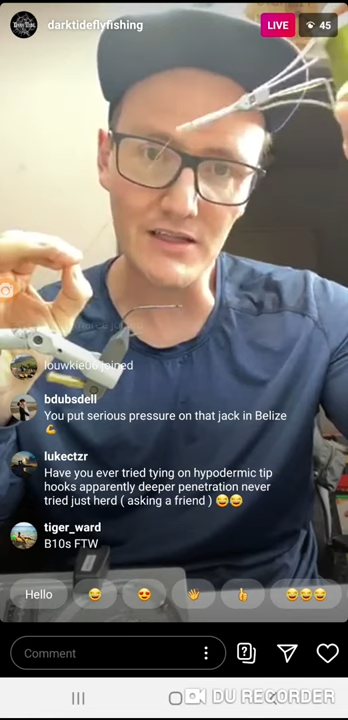 darktideflyfishing
LIVE
45
louwkie06 joined
bdubsdell
You put serious pressure on that jack in Belize
💪
lukectzr
Have you ever tried tying on hypodermic tip
hooks apparently deeper penetration never
tried just herd ( asking a friend ) 😂😂
tiger_ward
B10s FTW
Hello 😂 😍 👋 👍 😂😂😂
Comment
DU RECORDER